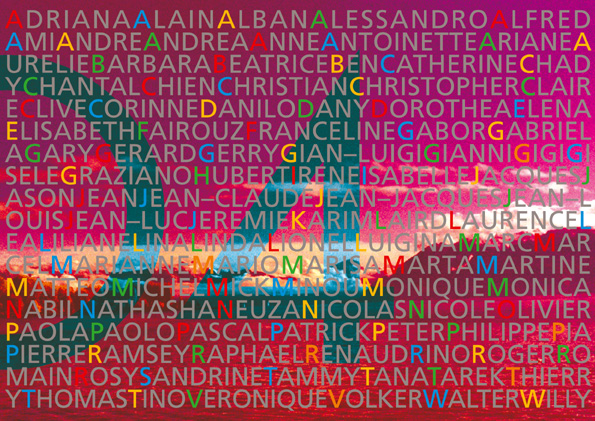 ADRIANAALAINALBANALESSANDROALFRED
AMIANDREANDREAANNEANTOINETTEARIANEA
URELIEBARBARABEATRICEBENCATHERINECHAD
YCHANTALCHIENCHRISTIANCHRISTOPHERCLAIR
ECLIVECORINNEDANILODANYDOROTHEAELENA
ELISABETHFAIROUZFRANCELINEGABORGABRIEL
AGARYGERARDGERRYGIAN–LUIGIGIANNIGIGIGI
SELEGRAZIANOHUBERTIRENEISABELLEJACQUESJ
ASONJEANJEAN–CLAUDEJEAN–JACQUESJEAN–L
OUISJEAN–LUCJEREMIEKARIMLAIRDLAURENCEL
EALILIANELINALINDALIONELLUIGINAMARCMAR
CELMARIANNEMARIOMARISAMARTAMARTINE
MATTEOMICHELMICKMINOUMONIQUEMONICA
NABILNATHASHANEUZANICOLASNICOLEOLIVIER
PAOLAPAOLOPASCALPATRICKPETERPHILIPPEPIA
PIERRERAMSEYRAPHAELRENAUDRINOROGERRO
MAINROSYSANDRINETAMMYTANATAREKTHIERR
YTHOMASTINOVERONIQUEVOLKERWALTERWILLY